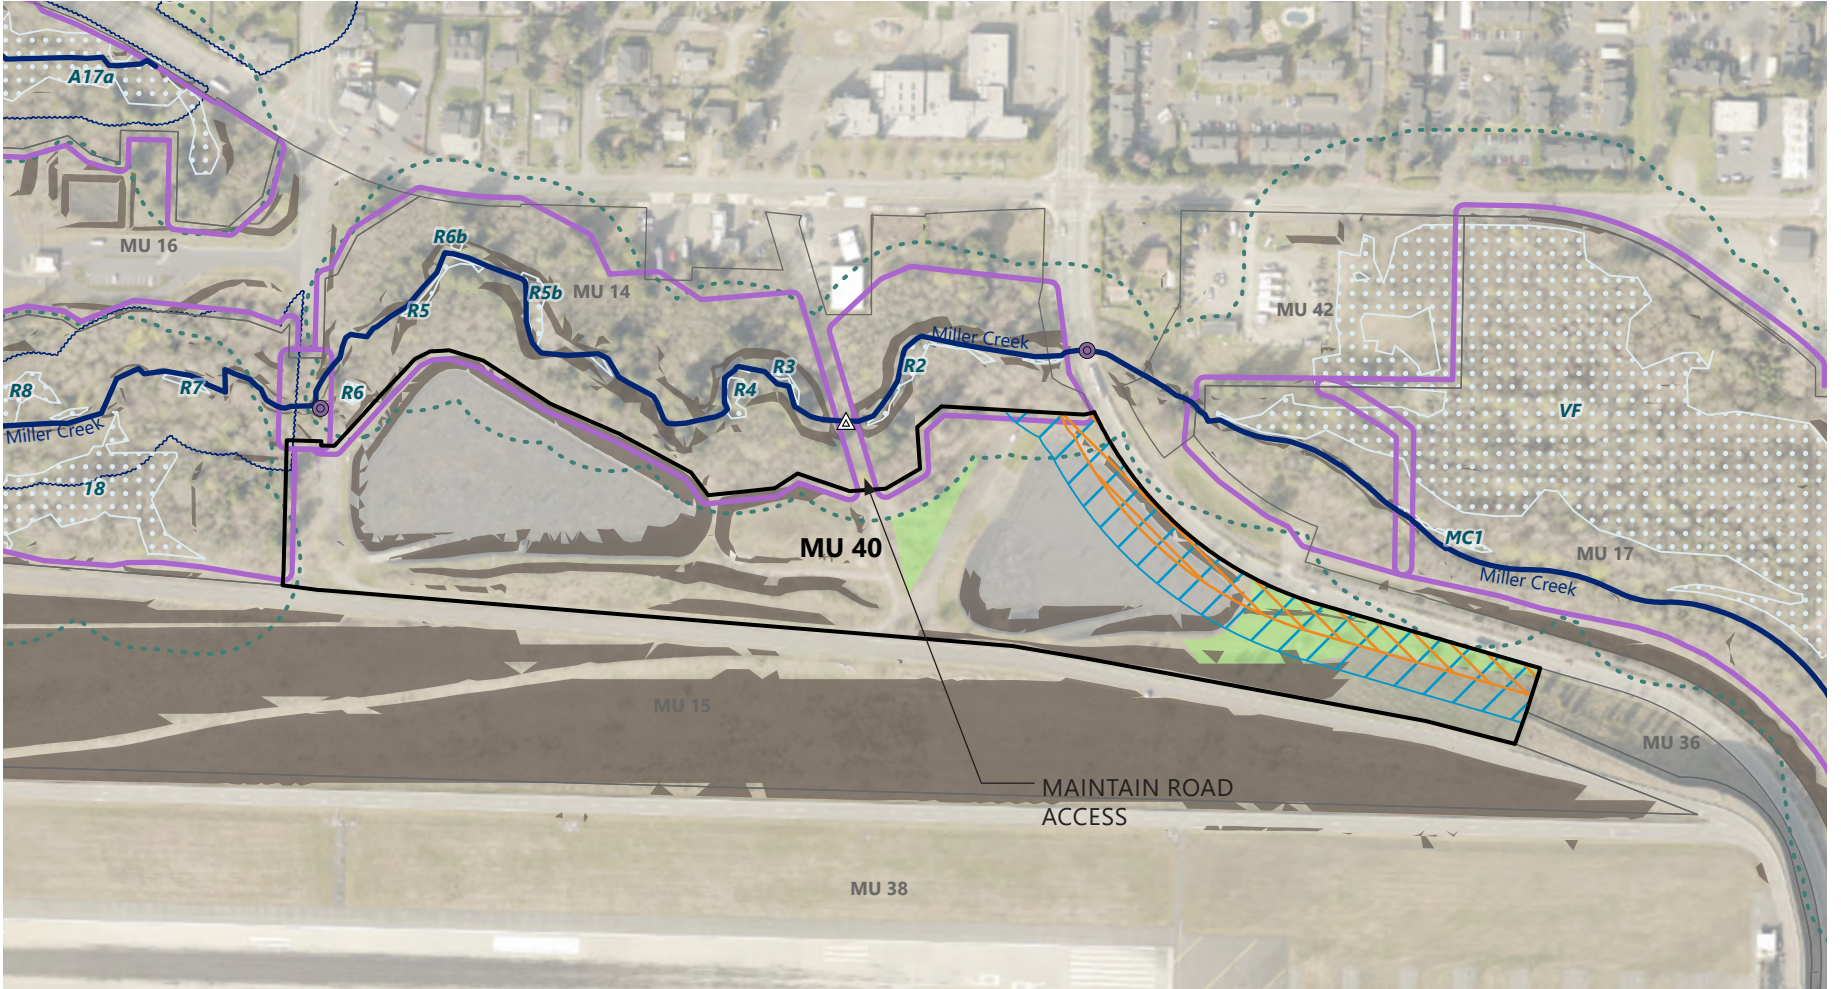 A17a
MU 16
R6b
R5b
MU 14
R5
MU 42
Miller Creek
R3
R2
R4
R8
R7
R6
VF
Miller Creek
18
MC1
MU 40
MU 17
Miller Creek
MU 15
MU 36
MAINTAIN ROAD
ACCESS
MU 38